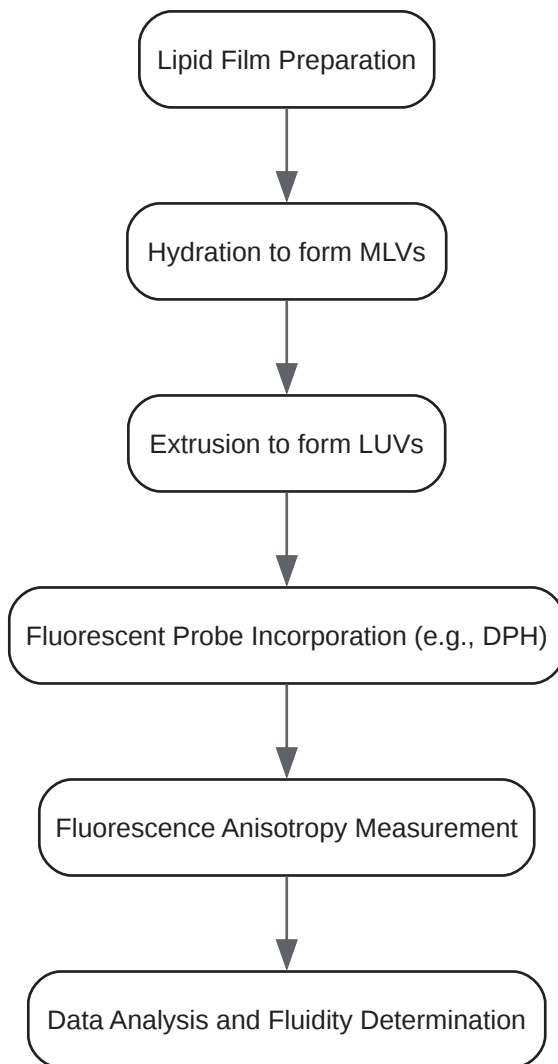 Lipid Film Preparation
Hydration to form MLVs
Extrusion to form LUVs
Fluorescent Probe Incorporation (e.g., DPH)
Fluorescence Anisotropy Measurement
Data Analysis and Fluidity Determination